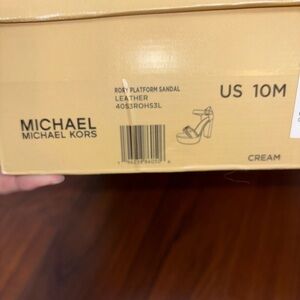 RORY PLATFORM SANDAL
LEATHER
40S3ROHS3L
US 10M
MICHAEL
MICHAEL KORS
CREAM